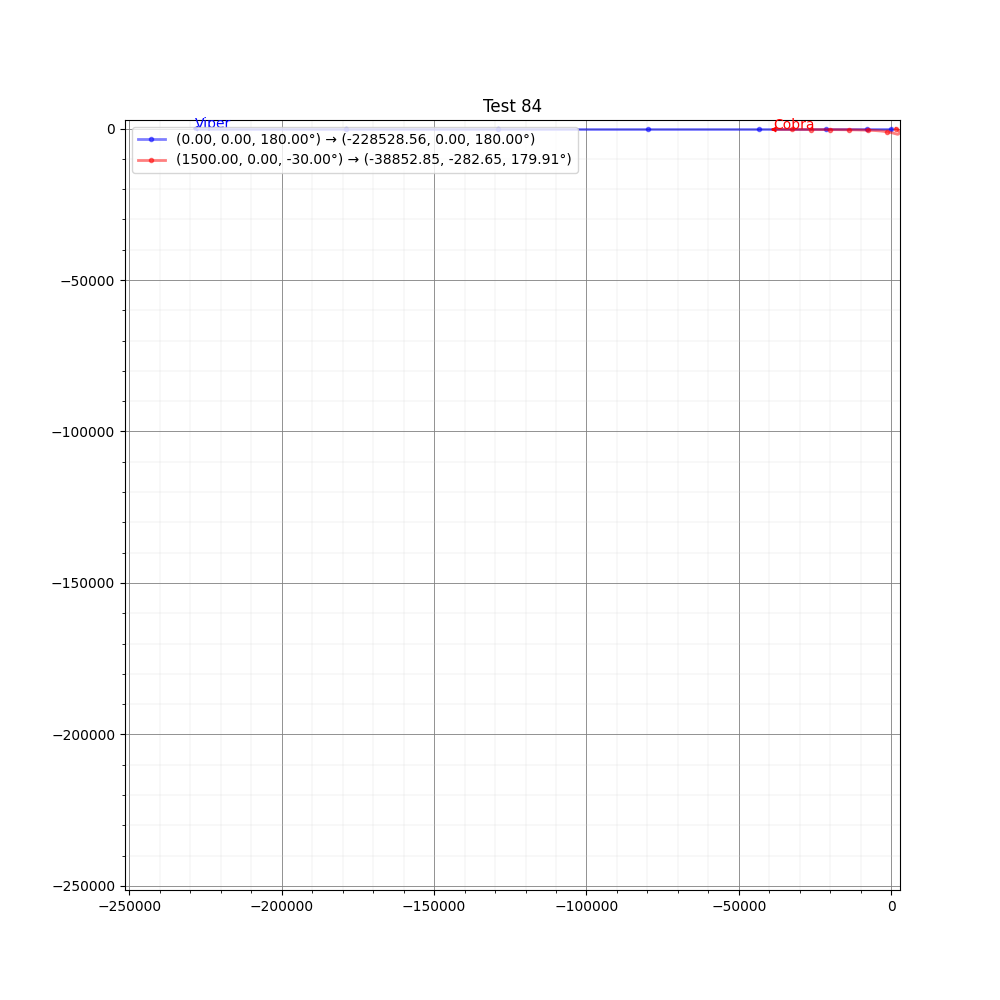 Test 84
Viper
Cobra
(0.00, 0.00, 180.00°) → (-228528.56, 0.00, 180.00°)
(1500.00, 0.00, -30.00°) → (-38852.85, -282.65, 179.91°)
0
−50000
−100000
−150000
−200000
−250000
−250000 −200000 −150000 −100000 −50000 0